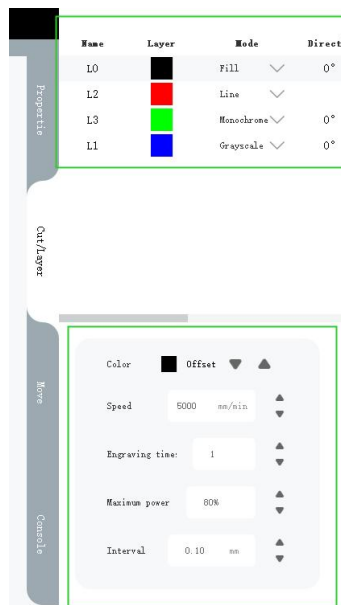 Name Layer Mode Direct
L0 Fill 0°
L2 Line
L3 Monochrome 0°
L1 Grayscale 0°
Propertie
Cut/Layer
Move
Console
Color Offset
Speed 5000 mm/min
Engraving time: 1
Maximum power 80%
Interval 0.10 mm